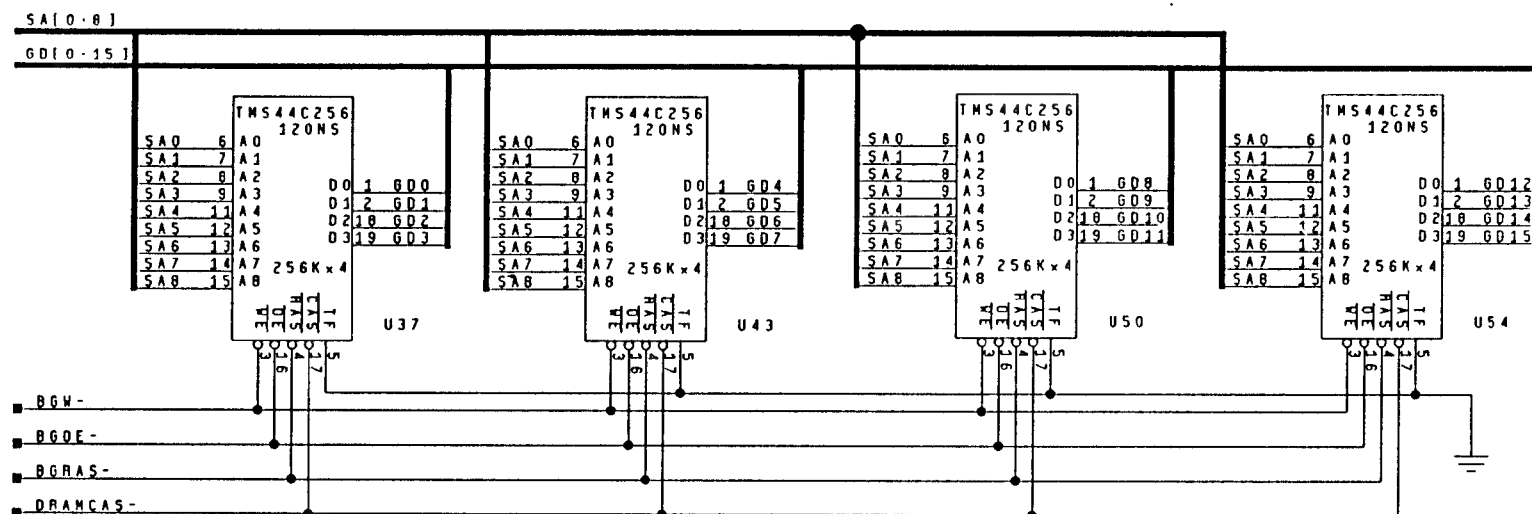 SA[0-8]
GD[0-15]
TMS44C256
120NS
SA0 6 A0
SA1 7 A1
SA2 8 A2
SA3 9 A3
SA4 11 A4
SA5 12 A5
SA6 13 A6
SA7 14 A7
SA8 15 A8
D0 1 GD0
D1 2 GD1
D2 18 GD2
D3 19 GD3
256K×4
WE OE RAS CAS TF
3 16 4 17 5
U37
TMS44C256
120NS
SA0 6 A0
SA1 7 A1
SA2 8 A2
SA3 9 A3
SA4 11 A4
SA5 12 A5
SA6 13 A6
SA7 14 A7
SA8 15 A8
D0 1 GD4
D1 2 GD5
D2 18 GD6
D3 19 GD7
256K×4
WE OE RAS CAS TF
3 16 4 17 5
U43
TMS44C256
120NS
SA0 6 A0
SA1 7 A1
SA2 8 A2
SA3 9 A3
SA4 11 A4
SA5 12 A5
SA6 13 A6
SA7 14 A7
SA8 15 A8
D0 1 GD8
D1 2 GD9
D2 18 GD10
D3 19 GD11
256K×4
WE OE RAS CAS TF
3 16 4 17 5
U50
TMS44C256
120NS
SA0 6 A0
SA1 7 A1
SA2 8 A2
SA3 9 A3
SA4 11 A4
SA5 12 A5
SA6 13 A6
SA7 14 A7
SA8 15 A8
D0 1 GD12
D1 2 GD13
D2 18 GD14
D3 19 GD15
256K×4
WE OE RAS CAS TF
3 16 4 17 5
U54
BGW-
BGOE-
BGRAS-
DRAMCAS-